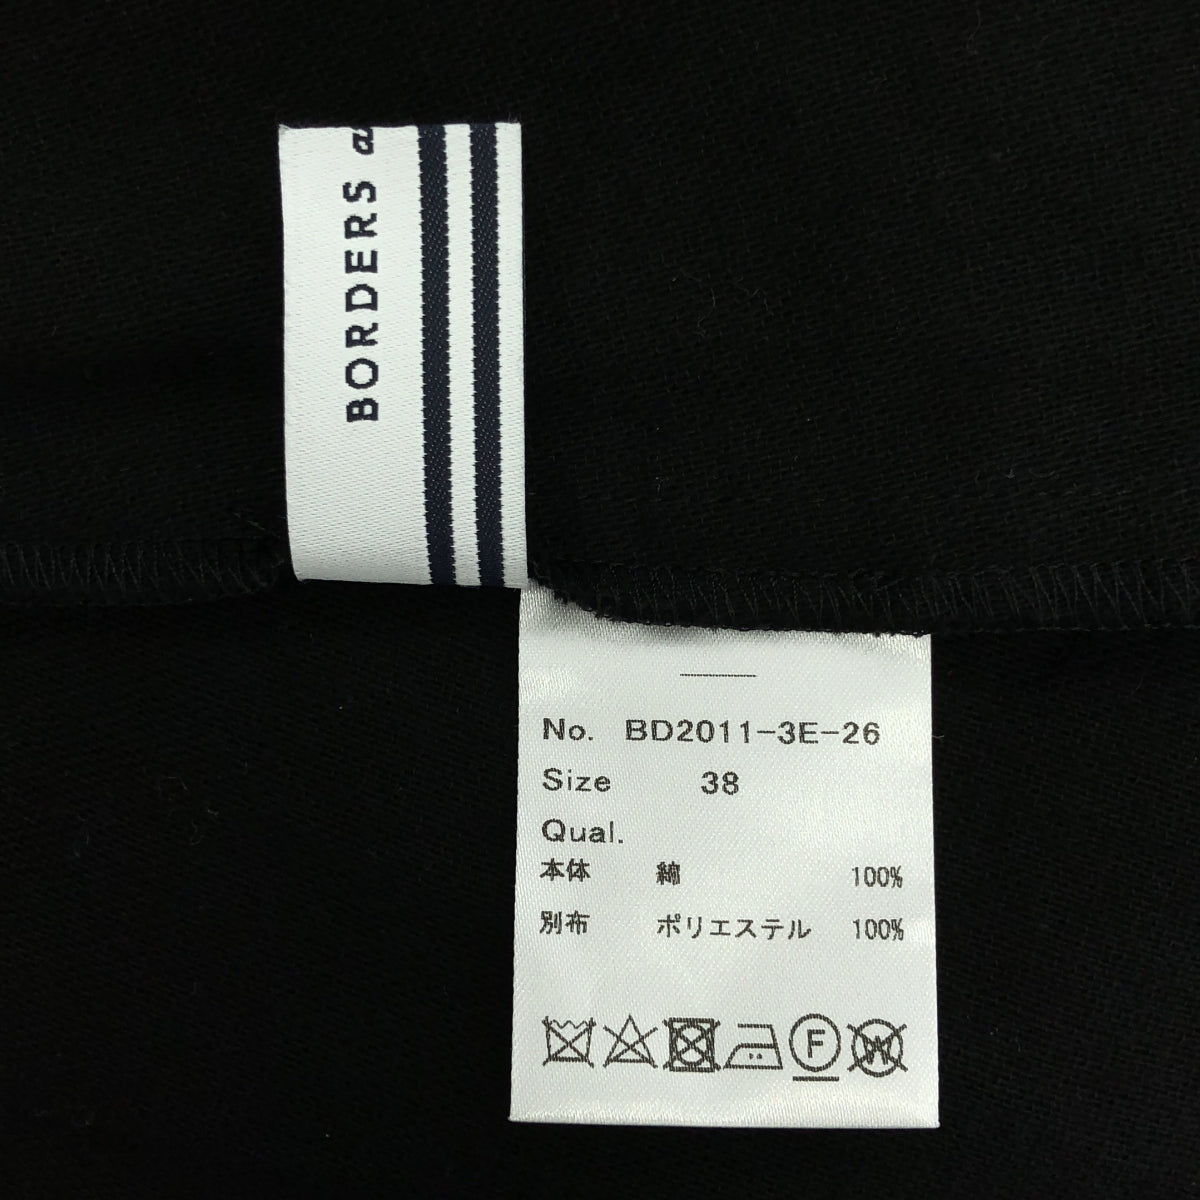 BORDERS a
No. BD2011-3E-26
Size 38
Qual.
本体 綿 100%
別布 ポリエステル 100%
F
W